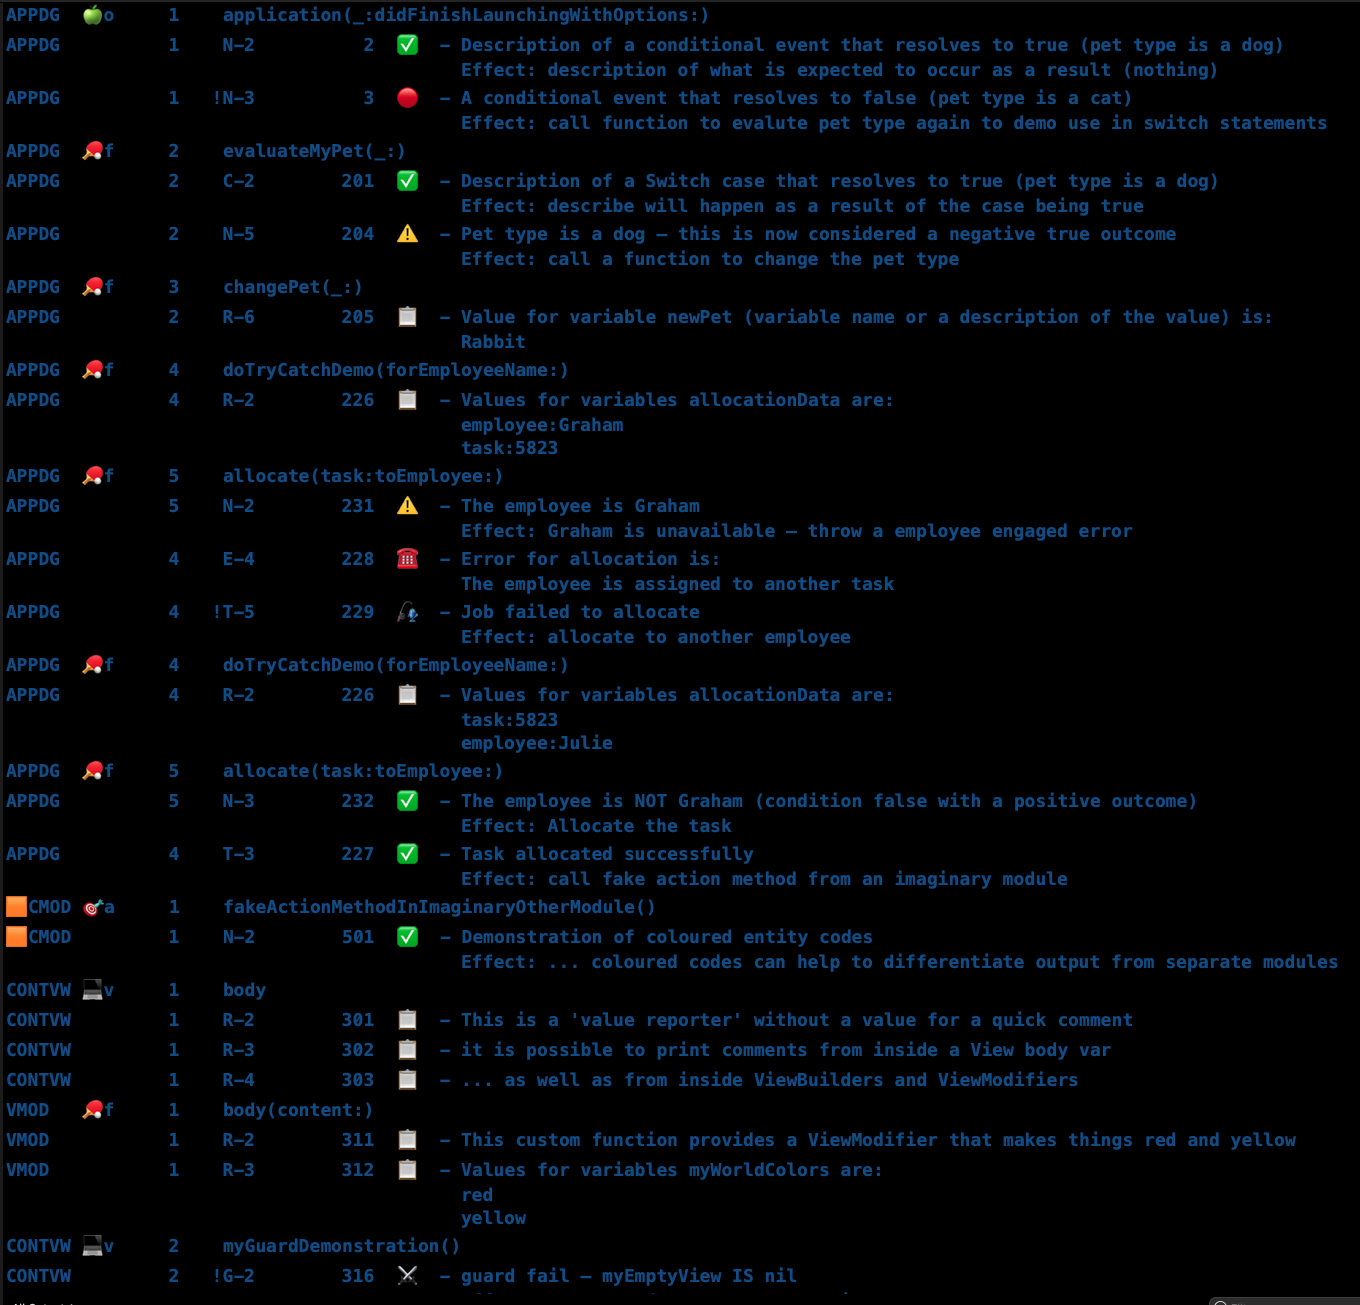 APPDG 🍏o 1 application(_:didFinishLaunchingWithOptions:)
APPDG 1 N–2 2 ✅ – Description of a conditional event that resolves to true (pet type is a dog)
Effect: description of what is expected to occur as a result (nothing)
APPDG 1 !N–3 3 🔴 – A conditional event that resolves to false (pet type is a cat)
Effect: call function to evalute pet type again to demo use in switch statements
APPDG 🏓f 2 evaluateMyPet(_:)
APPDG 2 C–2 201 ✅ – Description of a Switch case that resolves to true (pet type is a dog)
Effect: describe will happen as a result of the case being true
APPDG 2 N–5 204 ⚠️ – Pet type is a dog – this is now considered a negative true outcome
Effect: call a function to change the pet type
APPDG 🏓f 3 changePet(_:)
APPDG 2 R–6 205 📋 – Value for variable newPet (variable name or a description of the value) is:
Rabbit
APPDG 🏓f 4 doTryCatchDemo(forEmployeeName:)
APPDG 4 R–2 226 📋 – Values for variables allocationData are:
employee:Graham
task:5823
APPDG 🏓f 5 allocate(task:toEmployee:)
APPDG 5 N–2 231 ⚠️ – The employee is Graham
Effect: Graham is unavailable – throw a employee engaged error
APPDG 4 E–4 228 ☎️ – Error for allocation is:
The employee is assigned to another task
APPDG 4 !T–5 229 🎣 – Job failed to allocate
Effect: allocate to another employee
APPDG 🏓f 4 doTryCatchDemo(forEmployeeName:)
APPDG 4 R–2 226 📋 – Values for variables allocationData are:
task:5823
employee:Julie
APPDG 🏓f 5 allocate(task:toEmployee:)
APPDG 5 N–3 232 ✅ – The employee is NOT Graham (condition false with a positive outcome)
Effect: Allocate the task
APPDG 4 T–3 227 ✅ – Task allocated successfully
Effect: call fake action method from an imaginary module
🟧CMOD 🎯a 1 fakeActionMethodInImaginaryOtherModule()
🟧CMOD 1 N–2 501 ✅ – Demonstration of coloured entity codes
Effect: ... coloured codes can help to differentiate output from separate modules
CONTVW 💻v 1 body
CONTVW 1 R–2 301 📋 – This is a 'value reporter' without a value for a quick comment
CONTVW 1 R–3 302 📋 – it is possible to print comments from inside a View body var
CONTVW 1 R–4 303 📋 – ... as well as from inside ViewBuilders and ViewModifiers
VMOD 🏓f 1 body(content:)
VMOD 1 R–2 311 📋 – This custom function provides a ViewModifier that makes things red and yellow
VMOD 1 R–3 312 📋 – Values for variables myWorldColors are:
red
yellow
CONTVW 💻v 2 myGuardDemonstration()
CONTVW 2 !G–2 316 ⚔️ – guard fail – myEmptyView IS nil